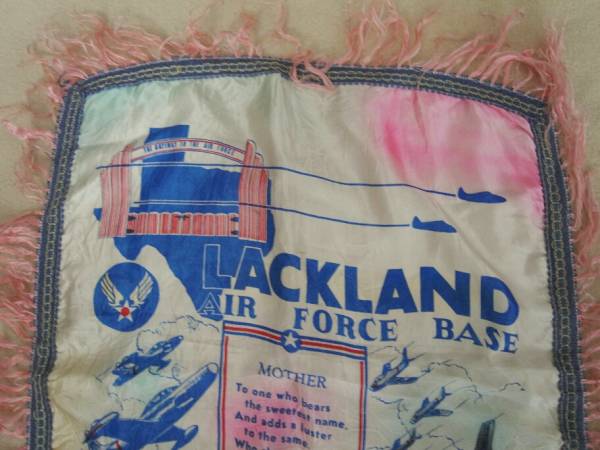 THE GATEWAY TO THE AIR FORCE
LACKLAND
AIR FORCE BASE
MOTHER
To one who bears
the sweetest name,
And adds a luster
to the same.